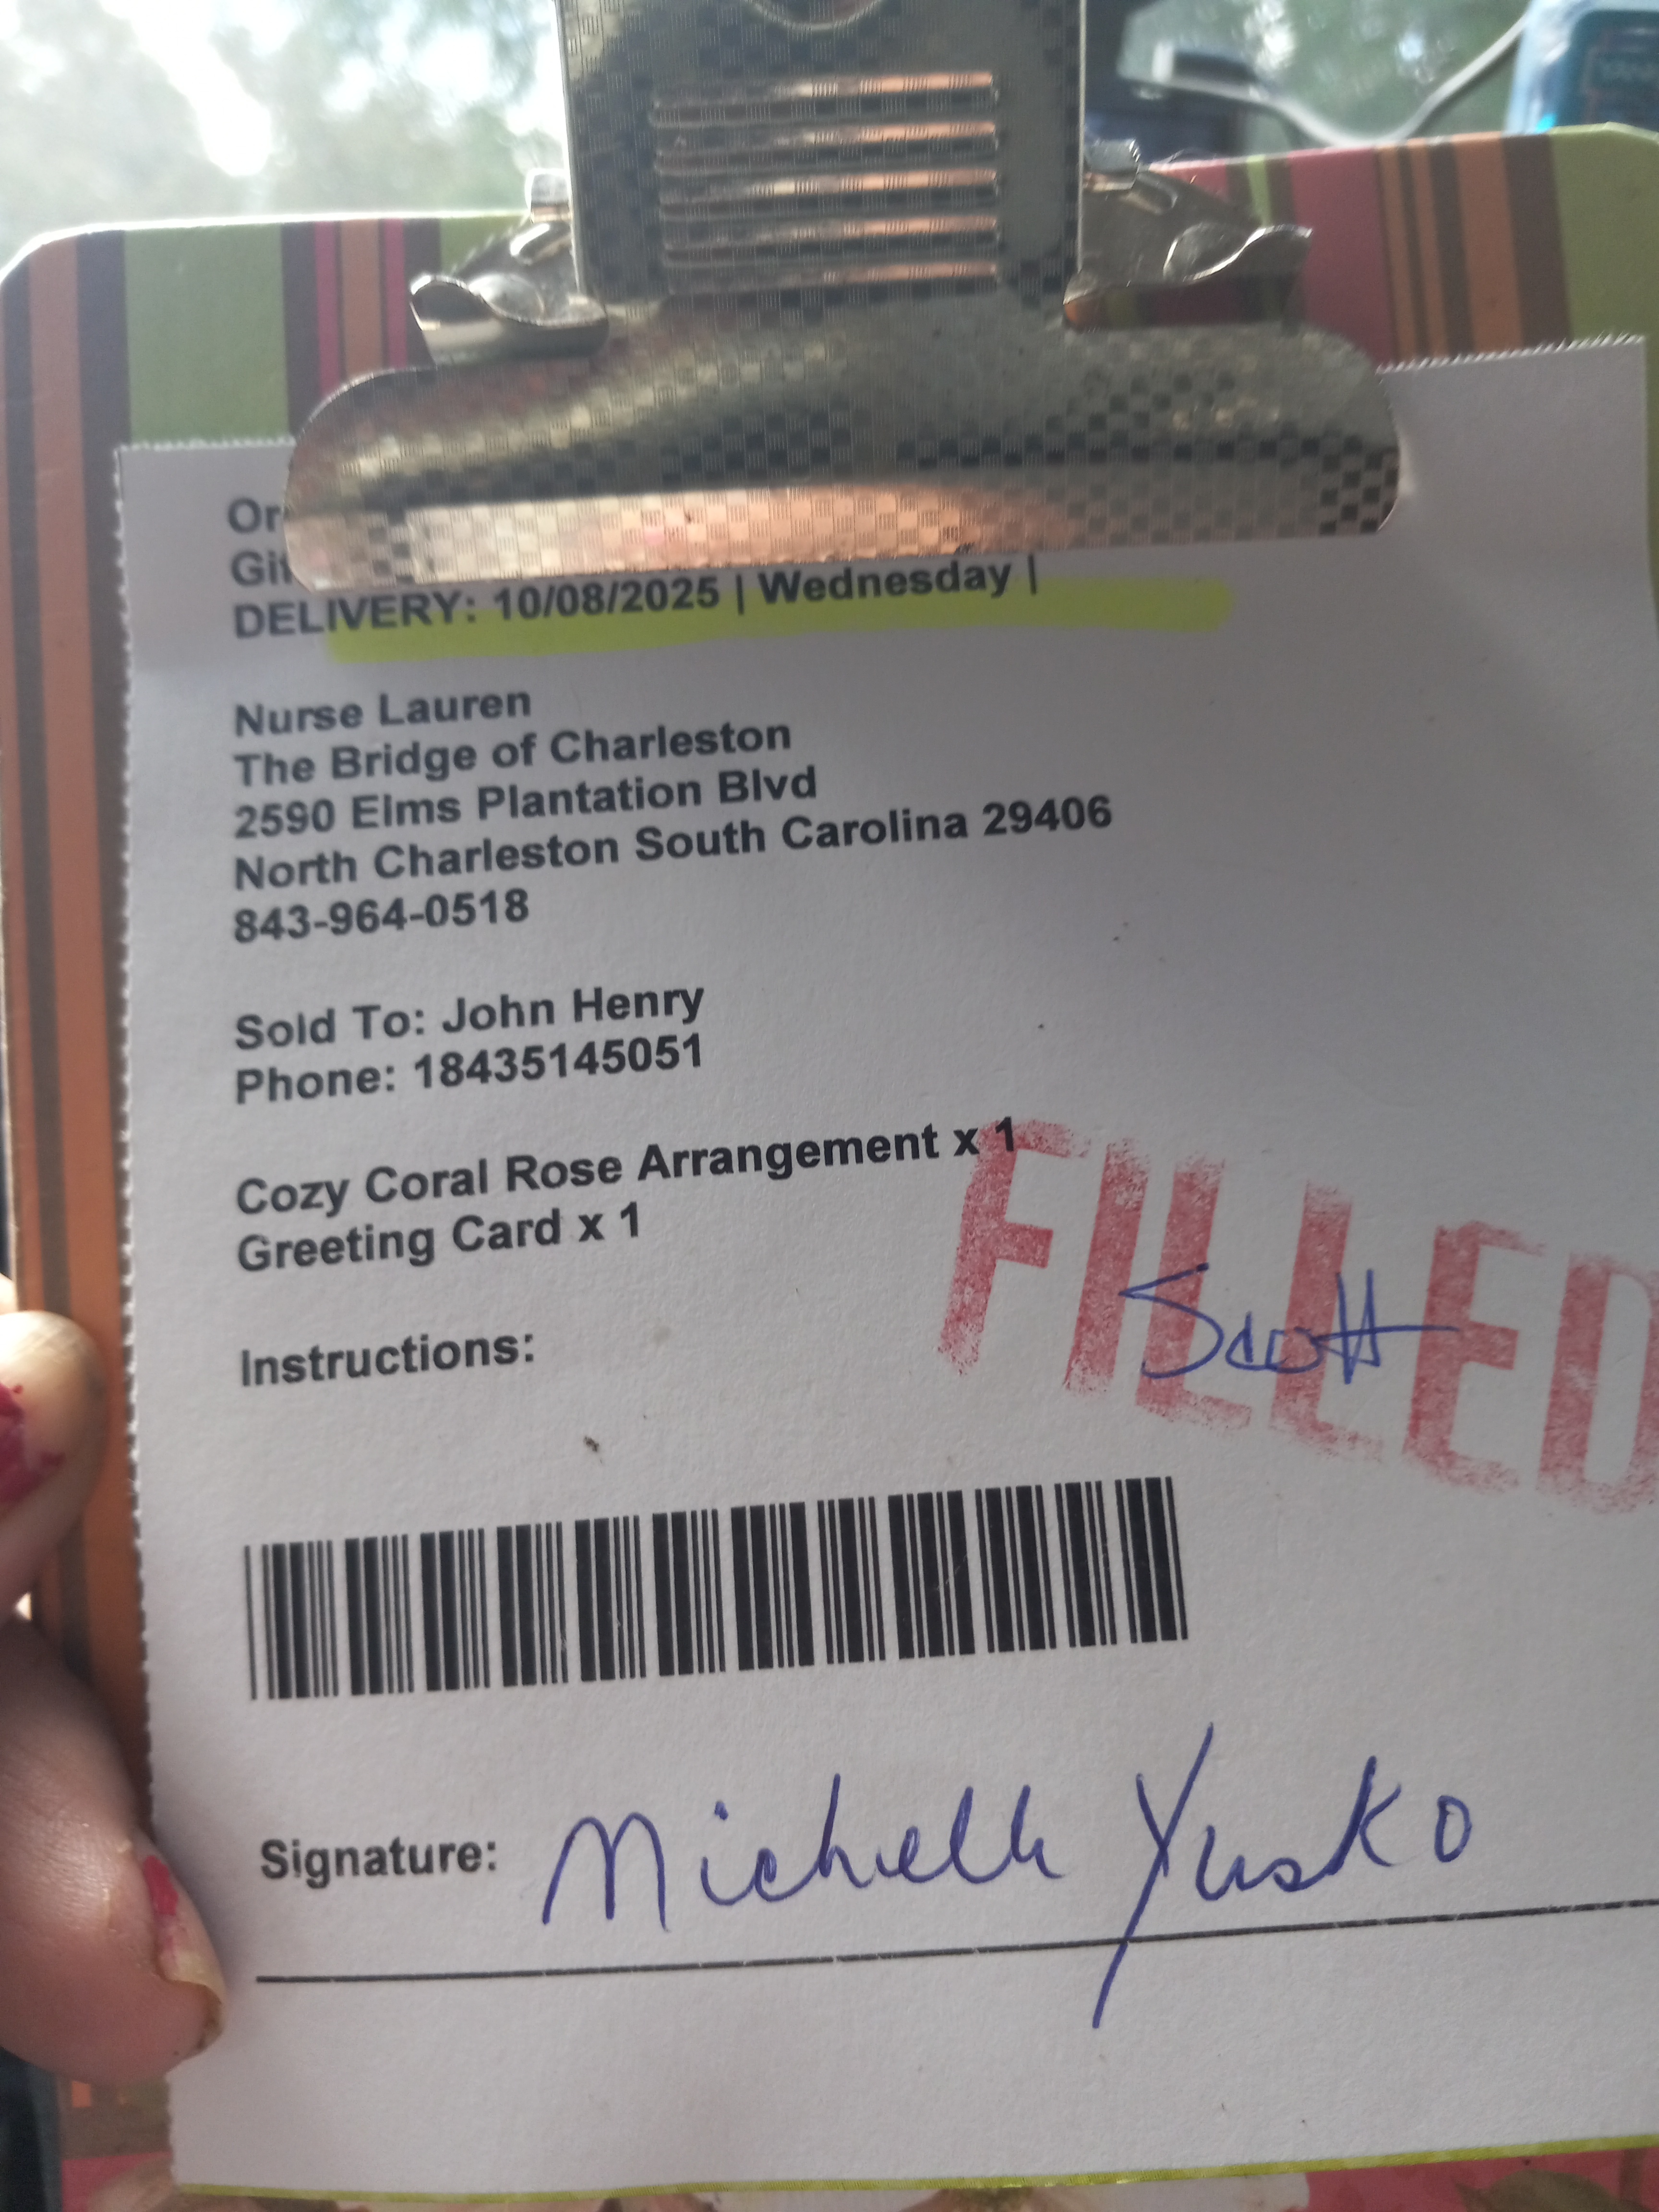 DELIVERY: 10/08/2025 | Wednesday |
Nurse Lauren
The Bridge of Charleston
2590 Elms Plantation Blvd
North Charleston South Carolina 29406
843-964-0518
Sold To: John Henry
Phone: 18435145051
Cozy Coral Rose Arrangement x 1
Greeting Card x 1
FILLED
Scott
Instructions:
Signature: Michelle Yusko